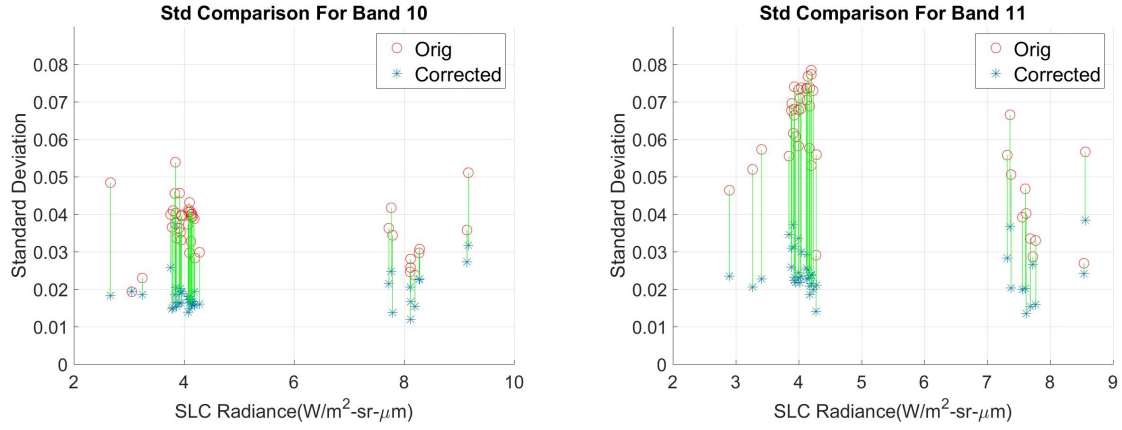 Std Comparison For Band 10
Orig
Corrected
0.08
0.07
0.06
0.05
0.04
0.03
0.02
0.01
0
Standard Deviation
2 4 6 8 10
SLC Radiance(W/m²-sr-μm)
Std Comparison For Band 11
Orig
Corrected
0.08
0.07
0.06
0.05
0.04
0.03
0.02
0.01
0
Standard Deviation
2 3 4 5 6 7 8 9
SLC Radiance(W/m²-sr-μm)